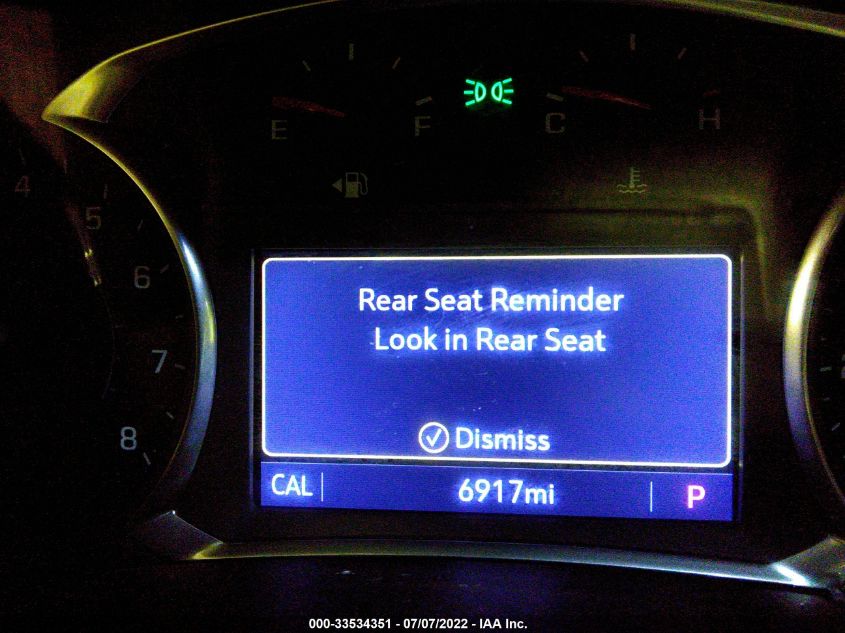 E F C H
4
5
6
7
8
Rear Seat Reminder
Look in Rear Seat
Dismiss
CAL 6917mi P
000-33534351 - 07/07/2022 - IAA Inc.